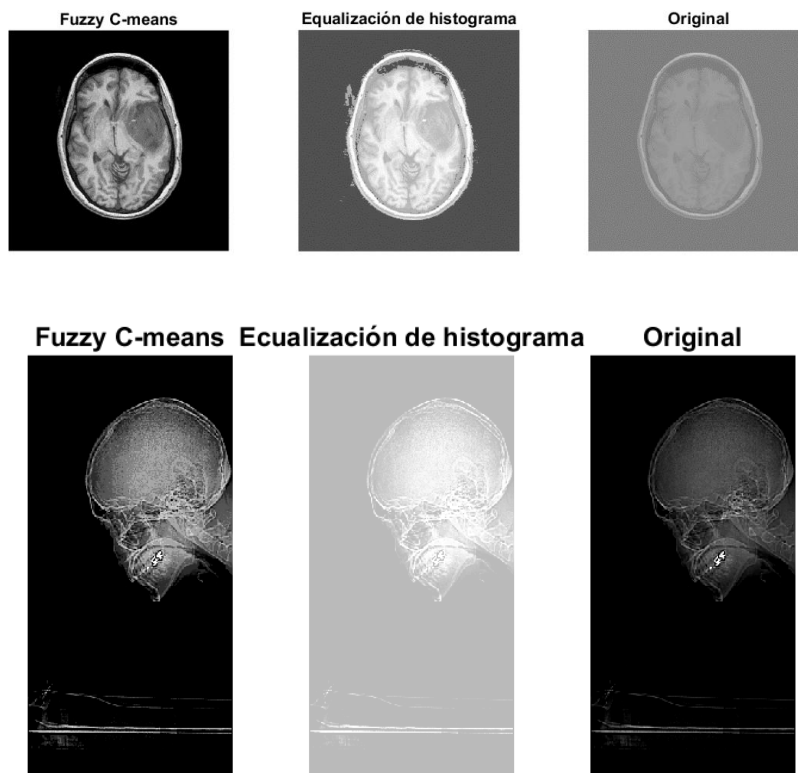 Fuzzy C-means Equalización de histograma Original
Fuzzy C-means Ecualización de histograma Original